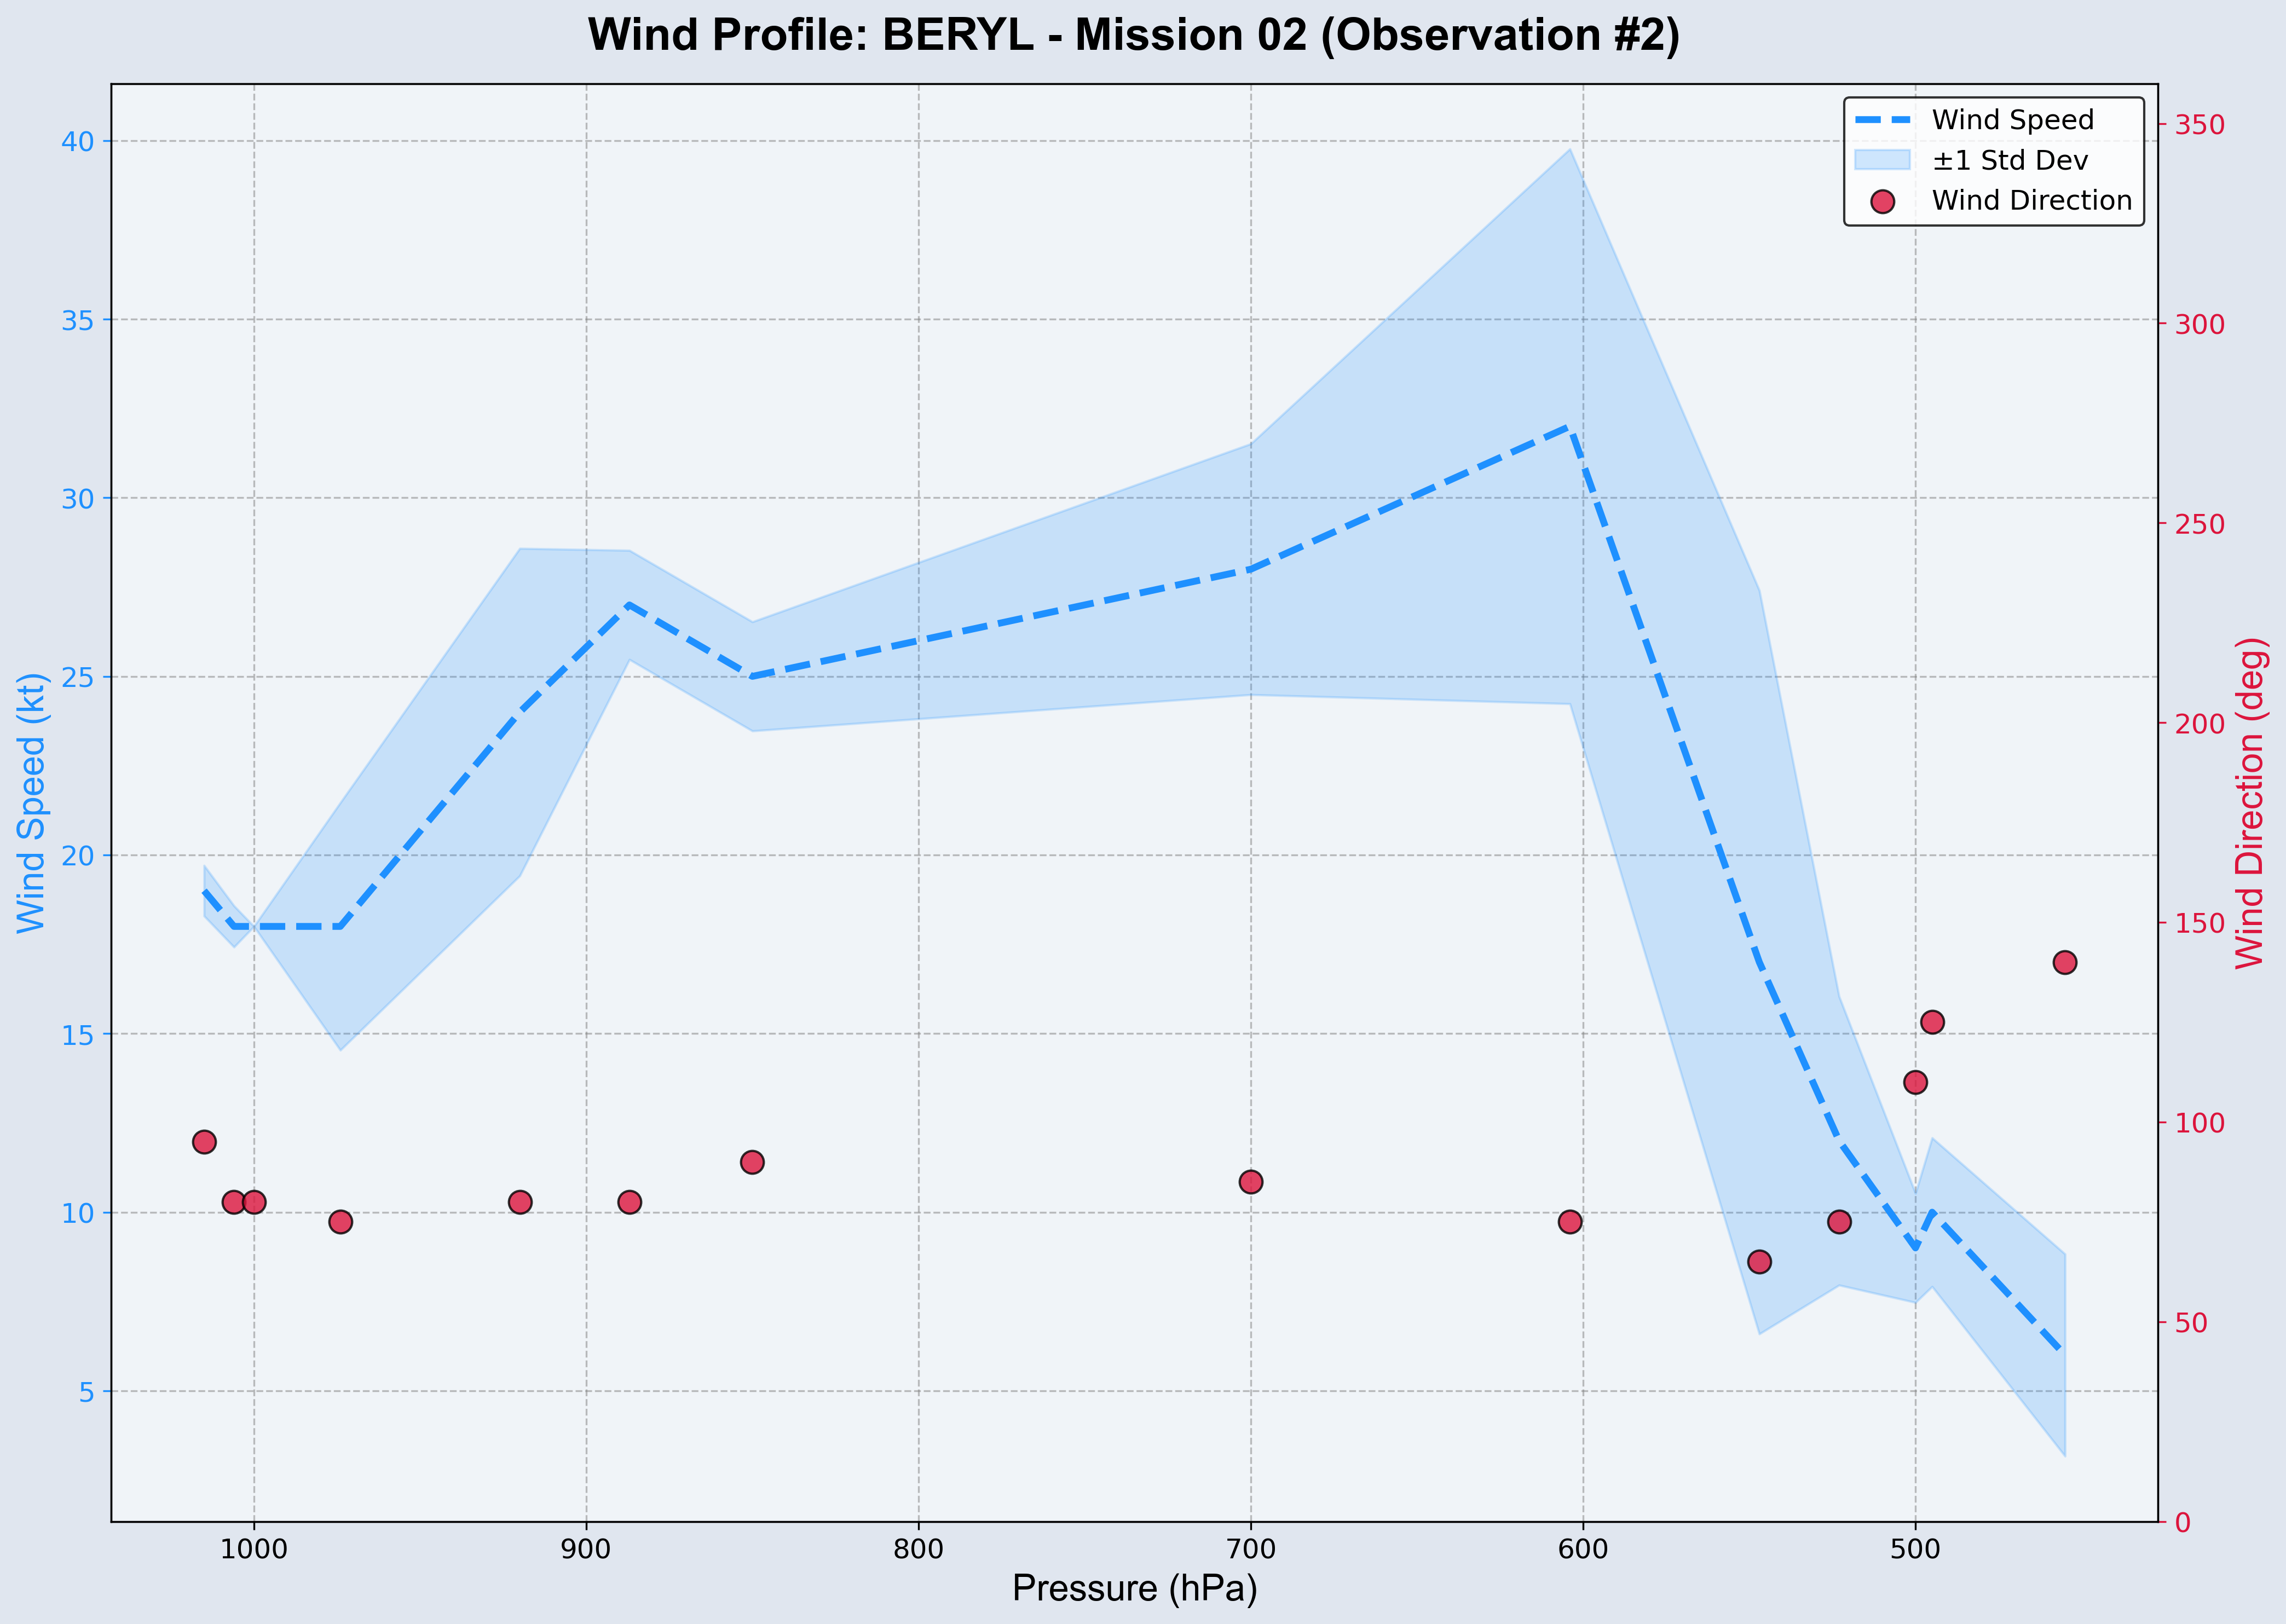 Wind Profile: BERYL - Mission 02 (Observation #2)
Wind Speed
±1 Std Dev
Wind Direction
Wind Speed (kt)
40
35
30
25
20
15
10
5
350
300
250
200
150
100
50
0
Wind Direction (deg)
1000 900 800 700 600 500
Pressure (hPa)